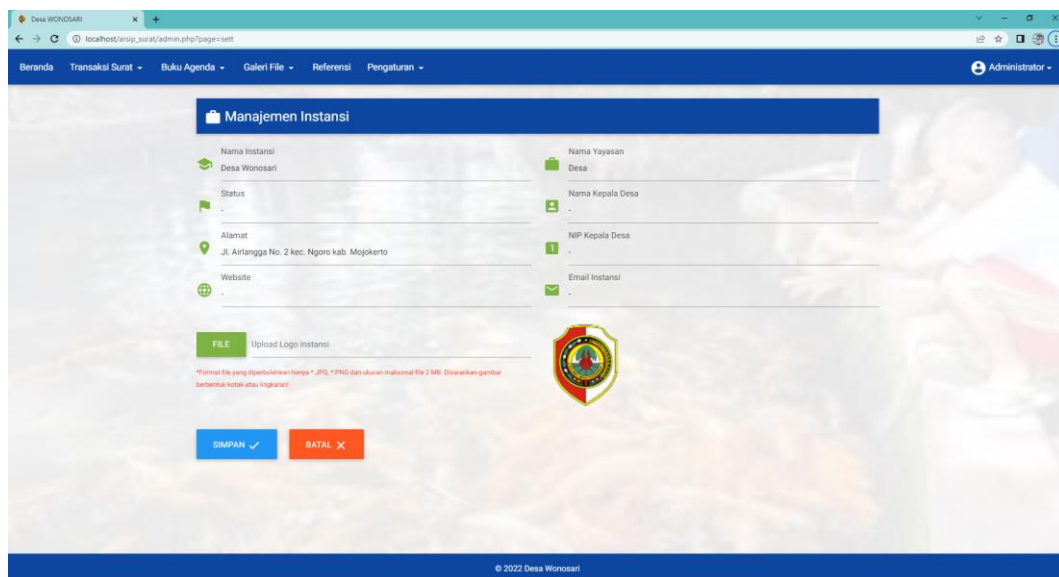 Desa WONOSARI
localhost/arsip_surat/admin.php?page=sett
Beranda Transaksi Surat Buku Agenda Galeri File Referensi Pengaturan Administrator
Manajemen Instansi
Nama Instansi Nama Yayasan
Desa Wonosari Desa
Status Nama Kepala Desa
- -
Alamat NIP Kepala Desa
Jl. Airlangga No. 2 kec. Ngoro kab. Mojokerto -
Website Email Instansi
- -
FILE Upload Logo instansi
*Format file yang diperbolehkan hanya *.JPG, *.PNG dan ukuran maksimal file 2 MB. Disarankan gambar
berbentuk kotak atau lingkaran!
SIMPAN BATAL
© 2022 Desa Wonosari